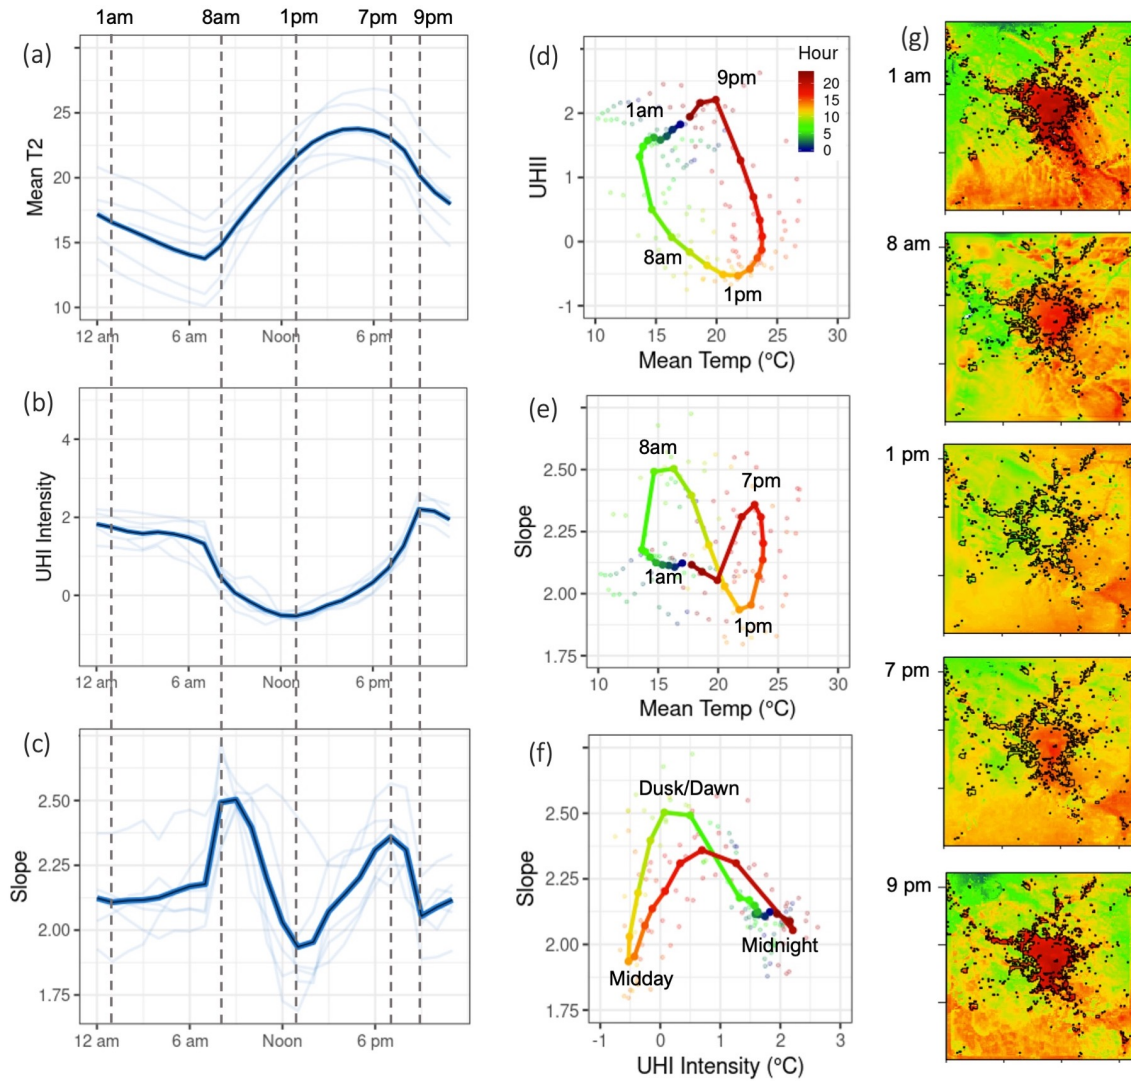 1am 8am 1pm 7pm 9pm
(a)
Mean T2
25
20
15
10
12 am 6 am Noon 6 pm
(b)
UHI Intensity
4
2
0
12 am 6 am Noon 6 pm
(c)
Slope
2.50
2.25
2.00
1.75
12 am 6 am Noon 6 pm
(d)
UHII
2
1
0
-1
10 15 20 25 30
Mean Temp (°C)
1am
9pm
8am
1pm
Hour
20
15
10
5
0
(e)
Slope
2.50
2.25
2.00
1.75
10 15 20 25 30
Mean Temp (°C)
8am
7pm
1am
1pm
(f)
Slope
2.50
2.25
2.00
1.75
-1 0 1 2 3
UHI Intensity (°C)
Dusk/Dawn
Midnight
Midday
(g)
1 am
8 am
1 pm
7 pm
9 pm